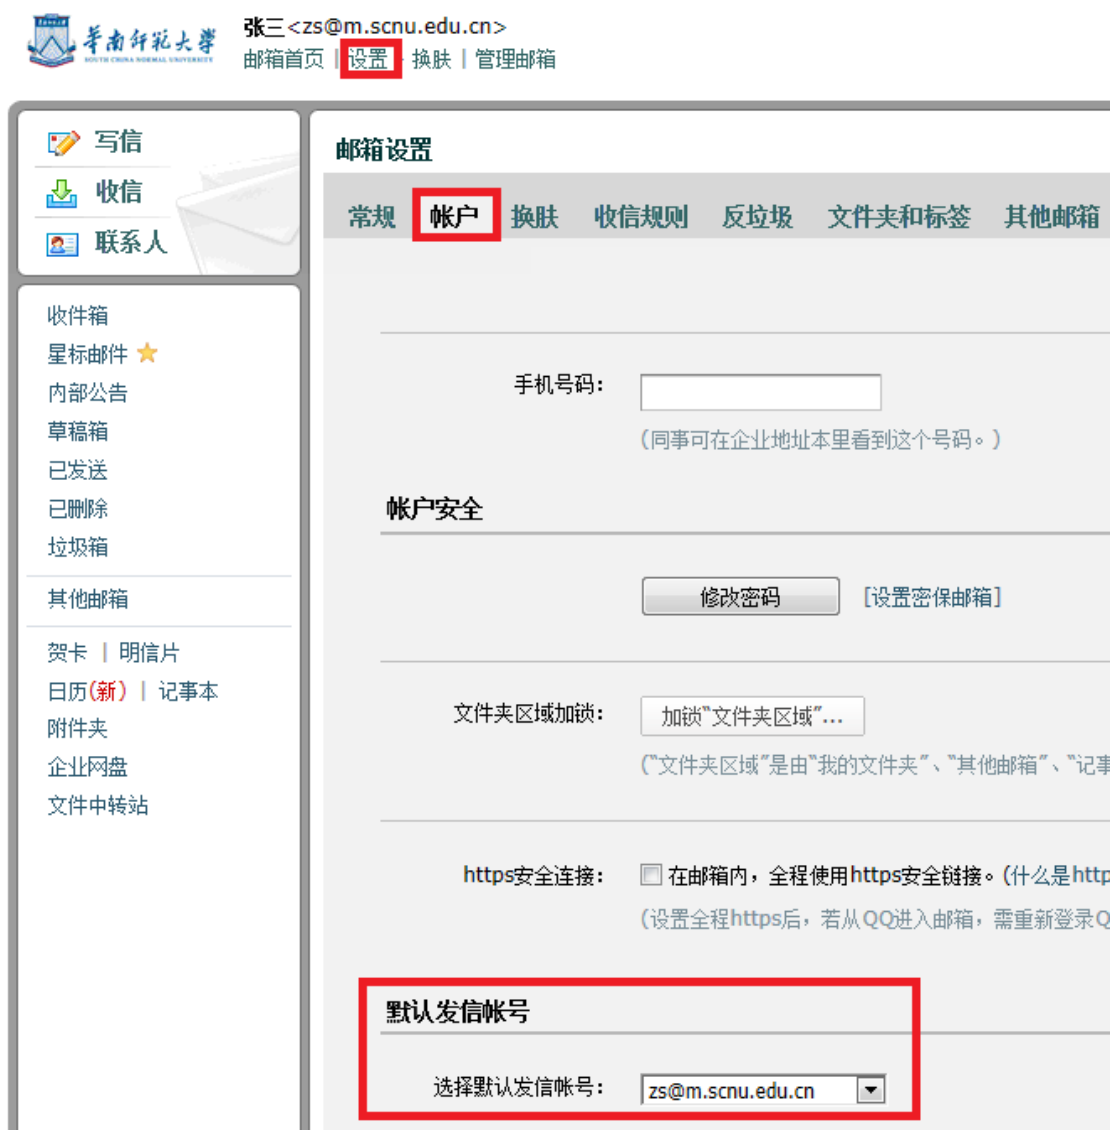 華南師範大學
SOUTH CHINA NORMAL UNIVERSITY
张三<zs@m.scnu.edu.cn>
邮箱首页 | 设置 - 换肤 | 管理邮箱
写信
收信
联系人
收件箱
星标邮件
内部公告
草稿箱
已发送
已删除
垃圾箱
其他邮箱
贺卡 | 明信片
日历(新) | 记事本
附件夹
企业网盘
文件中转站
邮箱设置
常规 帐户 换肤 收信规则 反垃圾 文件夹和标签 其他邮箱
手机号码：
（同事可在企业地址本里看到这个号码。）
帐户安全
修改密码 [设置密保邮箱]
文件夹区域加锁： 加锁“文件夹区域”...
（“文件夹区域”是由“我的文件夹”、“其他邮箱”、“记事
https安全连接： 在邮箱内，全程使用https安全链接。(什么是http
（设置全程https后，若从QQ进入邮箱，需重新登录Q
默认发信帐号
选择默认发信帐号： zs@m.scnu.edu.cn